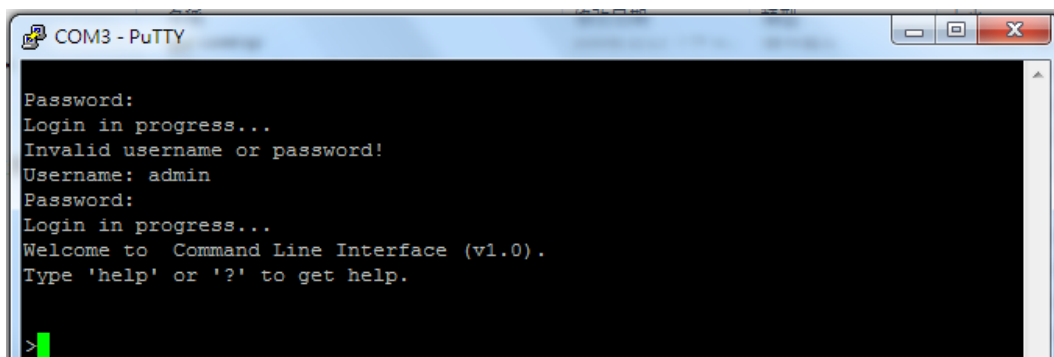 COM3 - PuTTY
Password:
Login in progress...
Invalid username or password!
Username: admin
Password:
Login in progress...
Welcome to  Command Line Interface (v1.0).
Type 'help' or '?' to get help.
>